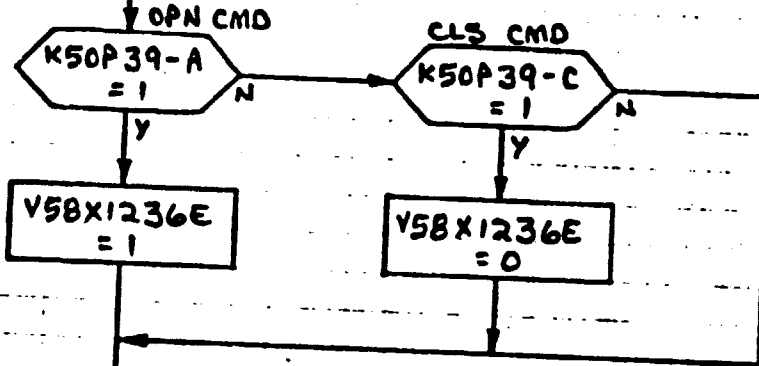 OPN CMD
K50P39-A
= 1
N
Y
V58X1236E
= 1
CLS CMD
K50P39-C
= 1
N
Y
V58X1236E
= 0